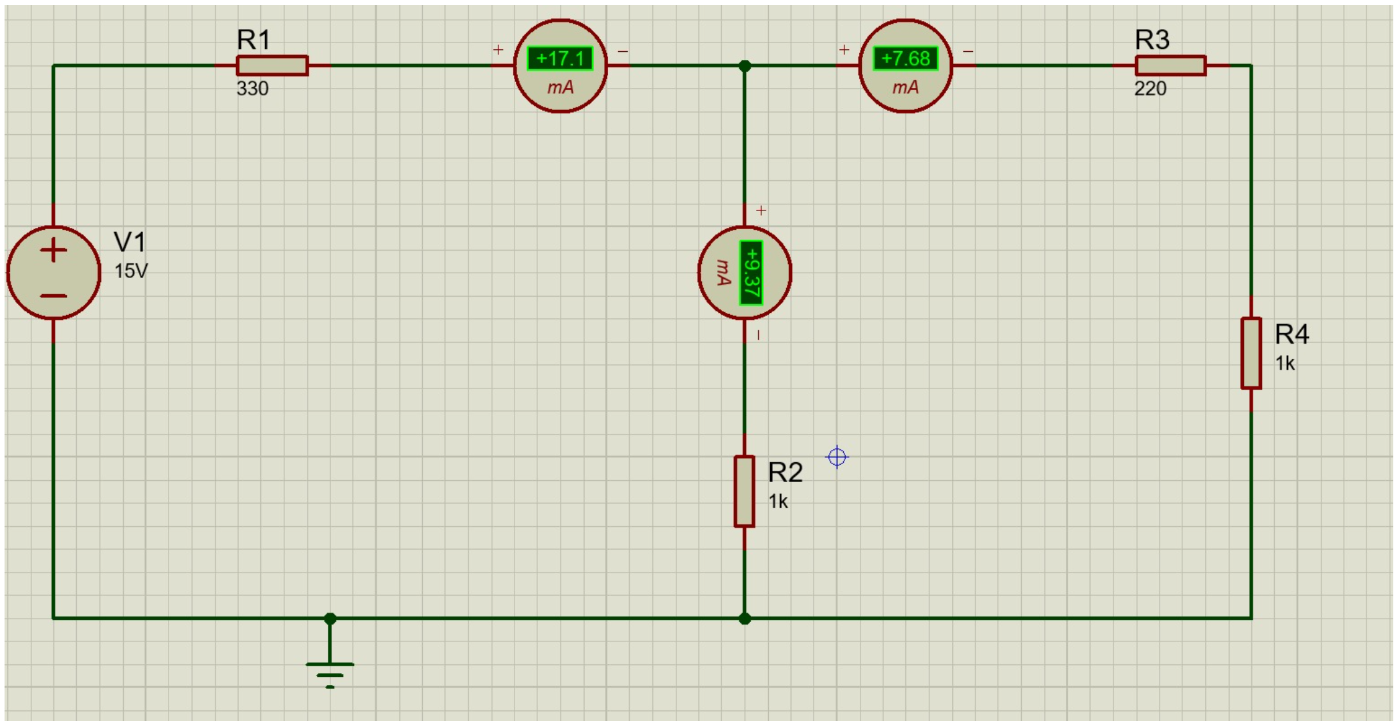 R1
330
+
+17.1
mA
−
+
+7.68
mA
−
R3
220
V1
15V
+
−
+
+9.37
mA
−
R4
1k
R2
1k